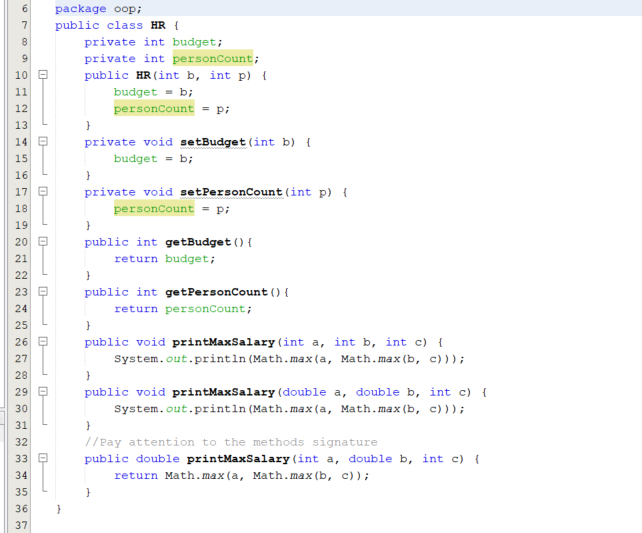 6 package oop;
7 public class HR {
8 private int budget;
9 private int personCount;
10 public HR(int b, int p) {
11 budget = b;
12 personCount = p;
13 }
14 private void setBudget(int b) {
15 budget = b;
16 }
17 private void setPersonCount(int p) {
18 personCount = p;
19 }
20 public int getBudget(){
21 return budget;
22 }
23 public int getPersonCount(){
24 return personCount;
25 }
26 public void printMaxSalary(int a, int b, int c) {
27 System.out.println(Math.max(a, Math.max(b, c)));
28 }
29 public void printMaxSalary(double a, double b, int c) {
30 System.out.println(Math.max(a, Math.max(b, c)));
31 }
32 //Pay attention to the methods signature
33 public double printMaxSalary(int a, double b, int c) {
34 return Math.max(a, Math.max(b, c));
35 }
36 }
37